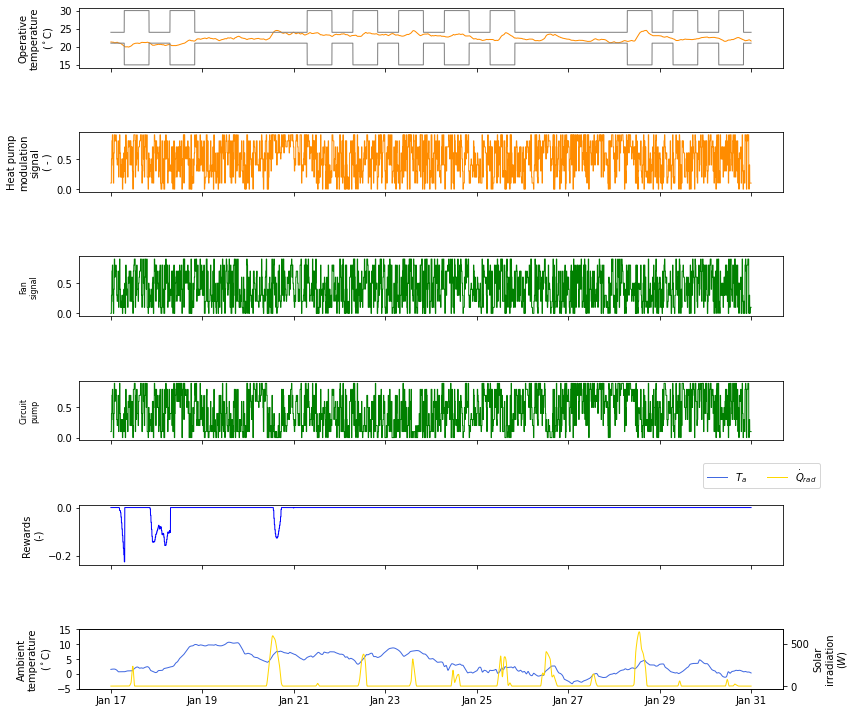 Operative
temperature
(°C)
30
25
20
15
Heat pump
modulation
signal
( - )
0.5
0.0
Fan
signal
0.5
0.0
Circuit
pump
0.5
0.0
T_a
Q̇_rad
Rewards
(-)
0.0
−0.2
Ambient
temperature
(°C)
15
10
5
0
−5
500
0
Solar
irradiation
(W)
Jan 17 Jan 19 Jan 21 Jan 23 Jan 25 Jan 27 Jan 29 Jan 31